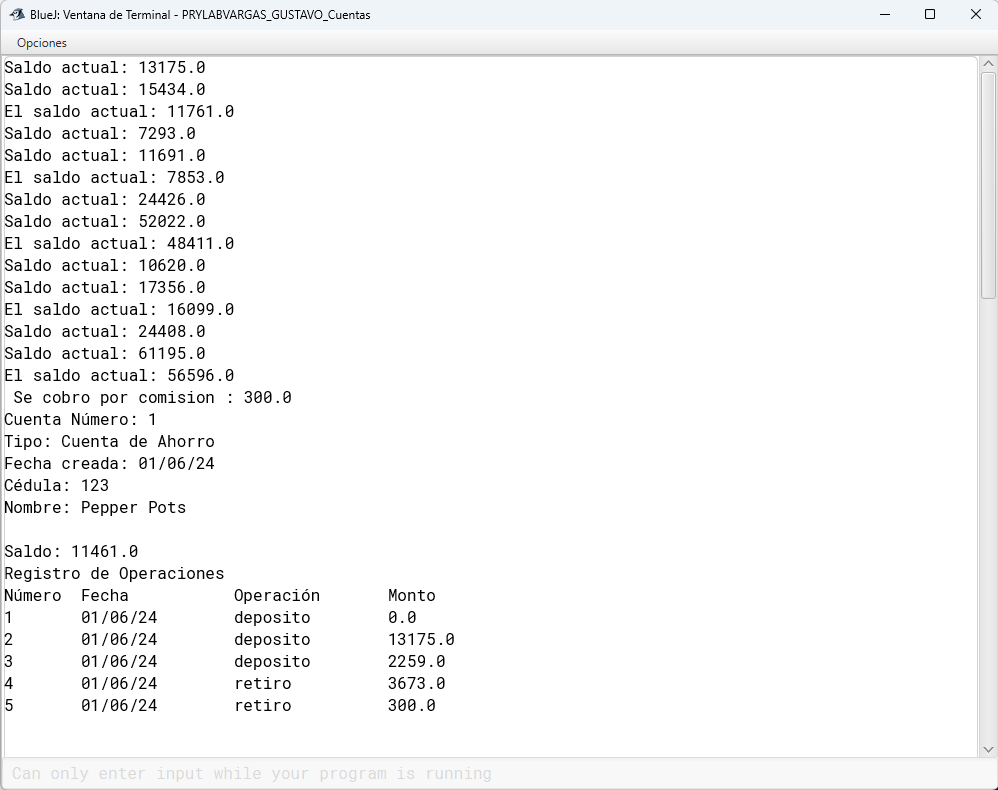 BlueJ: Ventana de Terminal - PRYLABVARGAS_GUSTAVO_Cuentas
Opciones
Saldo actual: 13175.0
Saldo actual: 15434.0
El saldo actual: 11761.0
Saldo actual: 7293.0
Saldo actual: 11691.0
El saldo actual: 7853.0
Saldo actual: 24426.0
Saldo actual: 52022.0
El saldo actual: 48411.0
Saldo actual: 10620.0
Saldo actual: 17356.0
El saldo actual: 16099.0
Saldo actual: 24408.0
Saldo actual: 61195.0
El saldo actual: 56596.0
Se cobro por comision : 300.0
Cuenta Número: 1
Tipo: Cuenta de Ahorro
Fecha creada: 01/06/24
Cédula: 123
Nombre: Pepper Pots
Saldo: 11461.0
Registro de Operaciones
Número Fecha Operación Monto
1 01/06/24 deposito 0.0
2 01/06/24 deposito 13175.0
3 01/06/24 deposito 2259.0
4 01/06/24 retiro 3673.0
5 01/06/24 retiro 300.0
Can only enter input while your program is running